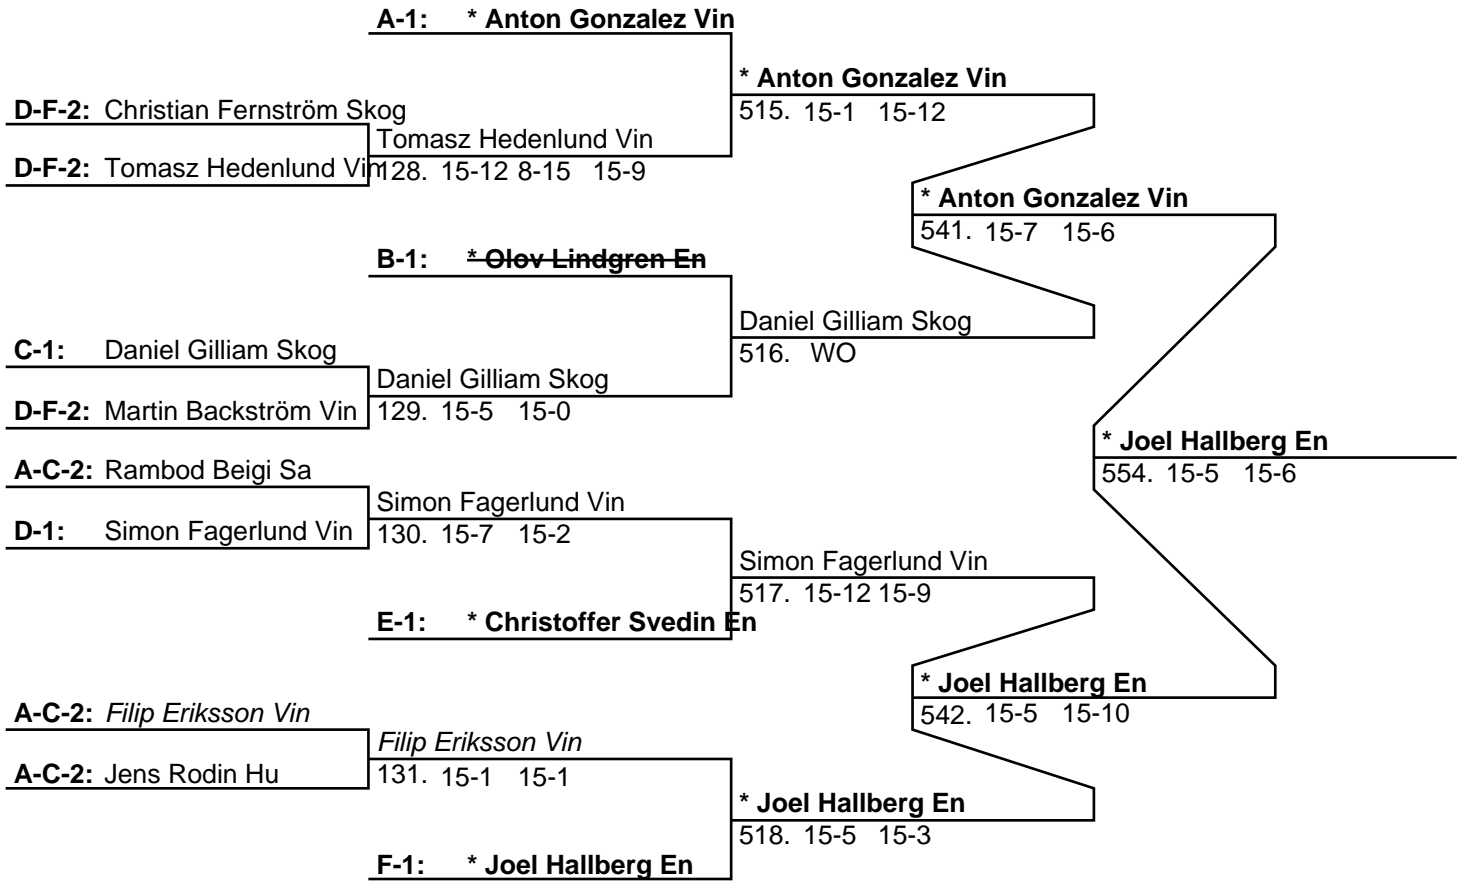 A-1: * Anton Gonzalez Vin
* Anton Gonzalez Vin
D-F-2: Christian Fernström Skog
515. 15-1 15-12
Tomasz Hedenlund Vin
D-F-2: Tomasz Hedenlund Vin
128. 15-12 8-15 15-9
* Anton Gonzalez Vin
541. 15-7 15-6
B-1: * Olov Lindgren En
Daniel Gilliam Skog
C-1: Daniel Gilliam Skog
516. WO
Daniel Gilliam Skog
D-F-2: Martin Backström Vin
129. 15-5 15-0
* Joel Hallberg En
A-C-2: Rambod Beigi Sa
554. 15-5 15-6
Simon Fagerlund Vin
D-1: Simon Fagerlund Vin
130. 15-7 15-2
Simon Fagerlund Vin
517. 15-12 15-9
E-1: * Christoffer Svedin En
* Joel Hallberg En
A-C-2: Filip Eriksson Vin
542. 15-5 15-10
Filip Eriksson Vin
A-C-2: Jens Rodin Hu
131. 15-1 15-1
* Joel Hallberg En
518. 15-5 15-3
F-1: * Joel Hallberg En